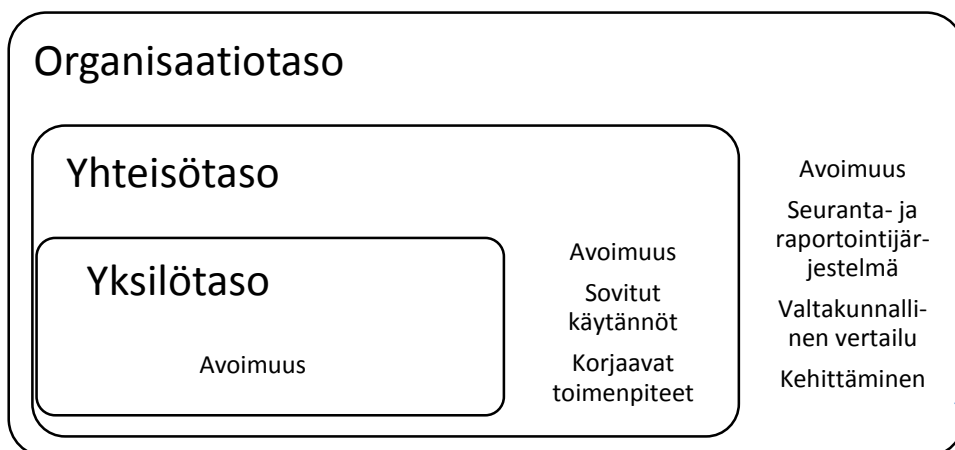 Organisaatiotaso
Yhteisötaso
Yksilötaso
Avoimuus
Avoimuus
Sovitut
käytännöt
Korjaavat
toimenpiteet
Avoimuus
Seuranta- ja
raportointijär-
jestelmä
Valtakunnalli-
nen vertailu
Kehittäminen